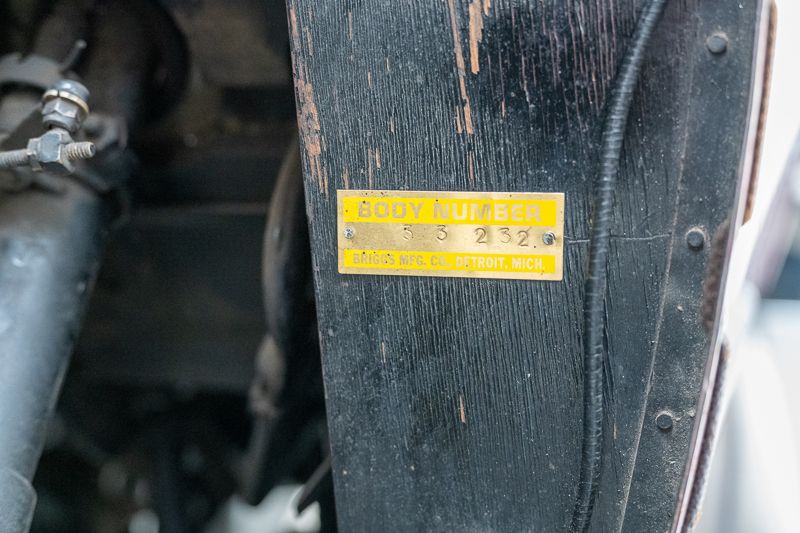 BODY NUMBER
3 3 2 3 2.
BRIGGS MFG. CO. DETROIT, MICH.